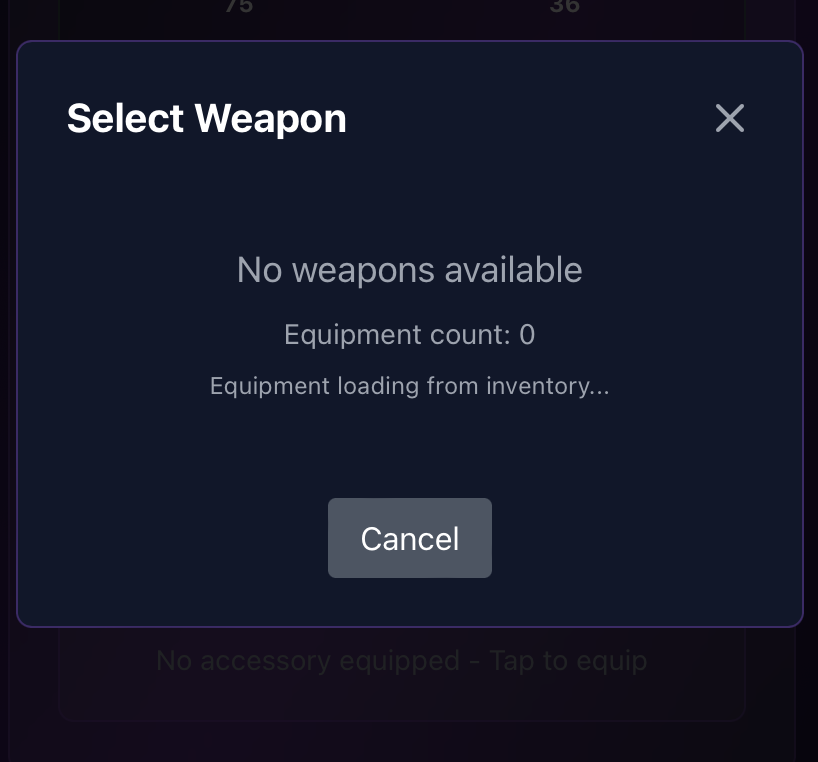 75 36
Select Weapon
No weapons available
Equipment count: 0
Equipment loading from inventory...
Cancel
No accessory equipped - Tap to equip